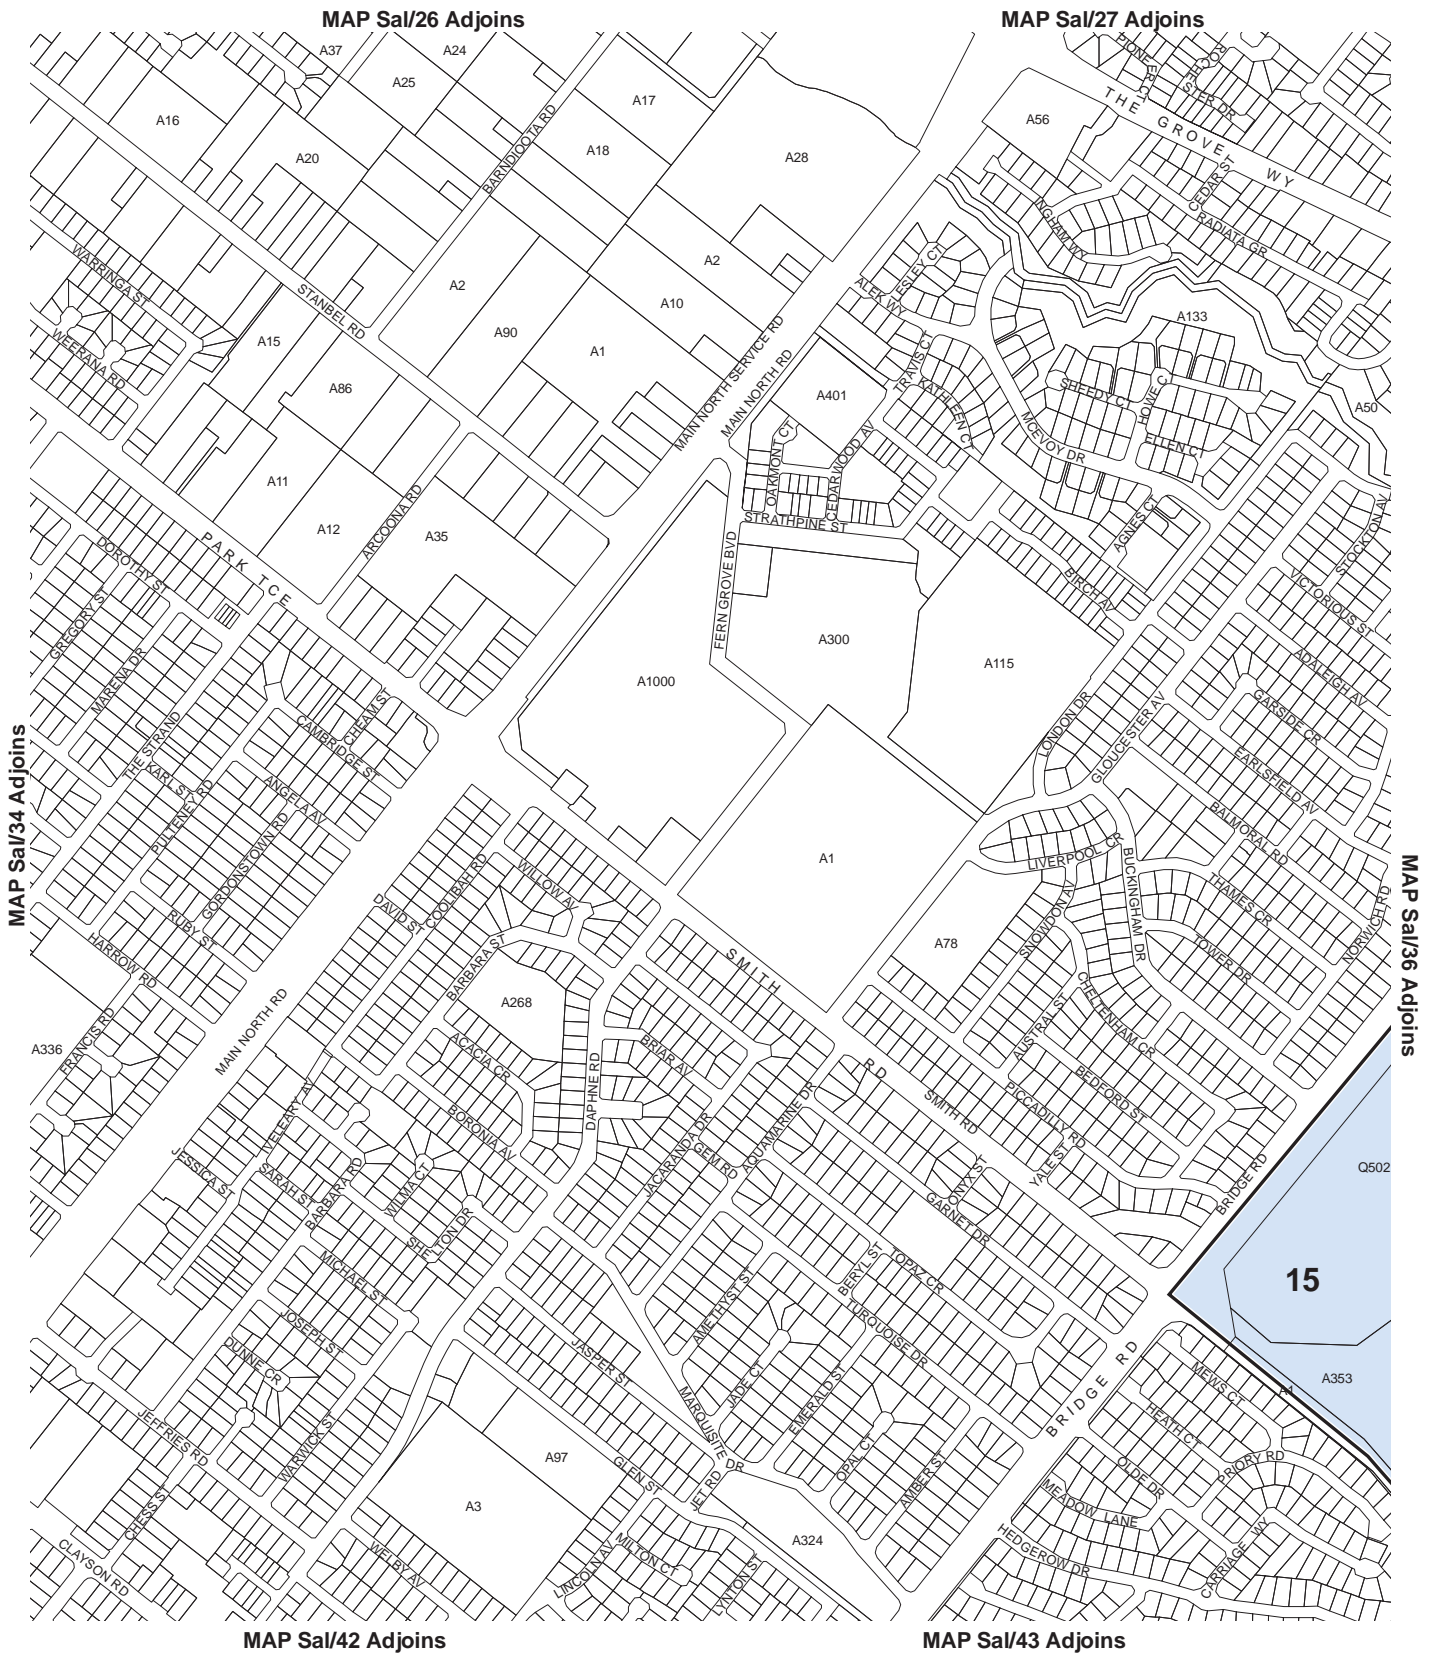 MAP Sal/26 Adjoins
MAP Sal/27 Adjoins
A37
A24
A25
A17
A16
A20
A18
A28
A56
BARNDIOOTA RD
PIONEER CT
THE GROVE WY
CEDAR ST
RADIATA GR
INGHAM WY
WARRINGA ST
STANBEL RD
WEERANA RD
A2
A2
A10
A15
A90
A1
A86
LESLEY CT
ALEK WY
A133
TRAVIS CT
KATHLEEN CT
MAIN NORTH SERVICE RD
MAIN NORTH RD
A401
SHEEDY CT
HOWE C
ELLEN CT
MCEVOY DR
A50
OAKMONT CT
CEDARWOOD AV
STRATHPINE ST
AGNES CT
BIRCH AV
STOCKTON AV
VICTORIOUS ST
A11
A12
ARCOONA RD
A35
PARK TCE
DOROTHY ST
GREGORY ST
MARENA DR
FERN GROVE BVD
A300
A115
A1000
ADALEIGH AV
GARSIDE CR
LONDON DR
GLOUCESTER AV
EARLSFIELD AV
BALMORAL RD
THE STRAND
KARL ST
PULTENEY RD
CHEAM ST
CAMBRIDGE ST
ANGELA AV
GORDONSTOWN RD
RUBY ST
HARROW RD
MAP Sal/34 Adjoins
MAP Sal/36 Adjoins
A1
LIVERPOOL CR
BUCKINGHAM DR
THAMES CR
TOWER DR
NORWICH RD
SNOWDON AV
CHELTENHAM CR
A78
WILLOW AV
COOLIBAH RD
DAVID ST
BARBARA ST
A268
SMITH
RD
MAIN NORTH RD
A336
FRANCIS RD
ACACIA CR
BORONIA AV
DAPHNE RD
BRIAR AV
JACARANDA DR
GEM RD
AQUAMARINE DR
SMITH RD
AUSTRAL ST
BEDFORD ST
PICCADILLY RD
YALE ST
BRIDGE RD
Q502
15
A353
A1
IVELEARY AV
JESSICA ST
SARAH ST
BARBARA RD
WILMA CT
SHELTON DR
MICHAEL ST
JOSEPH ST
DUNNE CR
ONYX ST
GARNET DR
BERYL ST
TOPAZ CR
TURQUOISE DR
AMETHYST ST
JADE CT
EMERALD ST
OPAL CT
AMBER ST
JASPER ST
MARQUISITE DR
JET RD
GLEN ST
A97
A3
A324
BRIDGE RD
MEWS CT
HEATH CT
PRIORY RD
OLDE DR
MEADOW LANE
HEDGEROW DR
CARRIAGE WY
JEFFRIES RD
WARWICK ST
CHESS ST
CLAYSON RD
WELBY AV
LINCOLN AV
MILTON CT
LYNTON ST
MAP Sal/42 Adjoins
MAP Sal/43 Adjoins